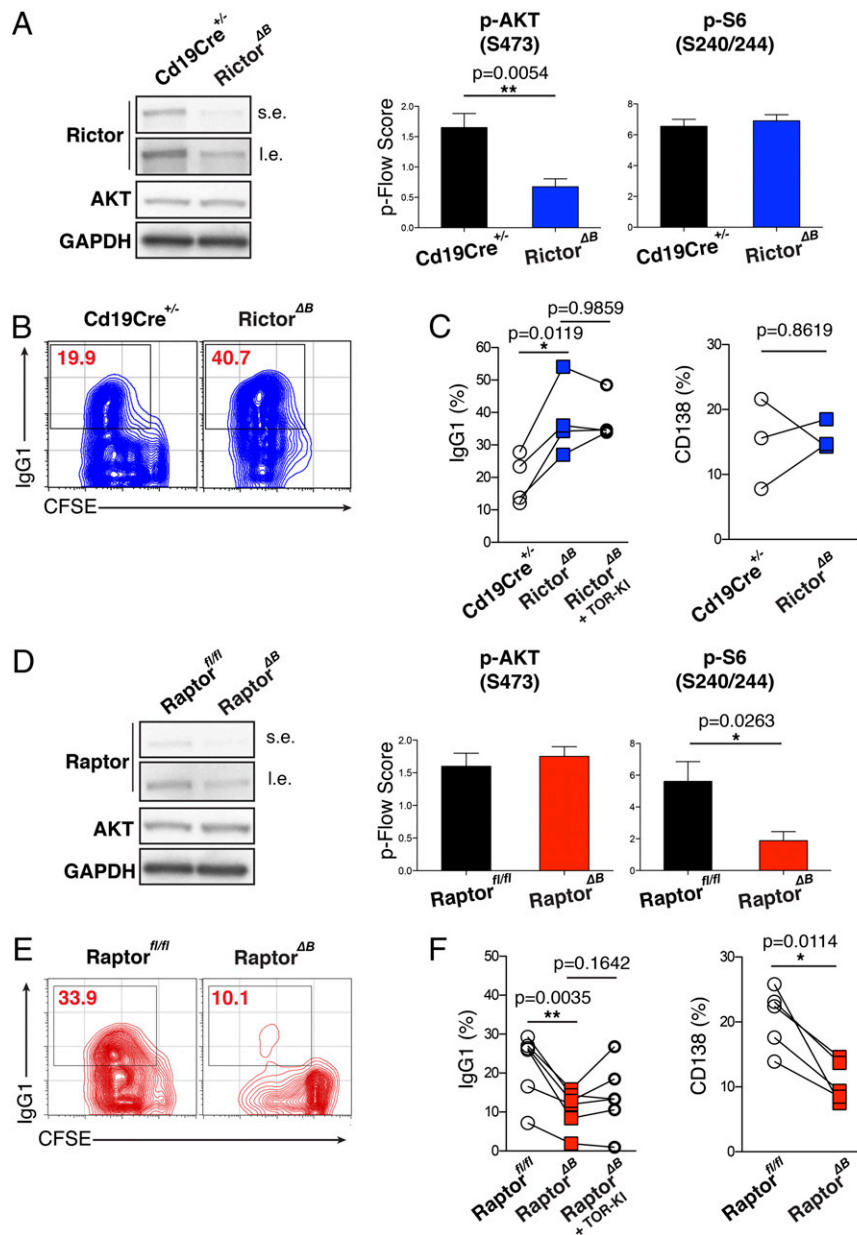 A
Cd19Cre+/-
RictorΔB
Rictor
s.e.
l.e.
AKT
GAPDH
p-AKT
(S473)
p=0.0054
**
p-Flow Score
2.0
1.5
1.0
0.5
0.0
Cd19Cre+/-
RictorΔB
p-S6
(S240/244)
8
6
4
2
0
Cd19Cre+/-
RictorΔB
B
Cd19Cre+/-
RictorΔB
19.9
40.7
IgG1
CFSE
C
p=0.9859
p=0.0119
*
IgG1 (%)
60
50
40
30
20
10
0
Cd19Cre+/-
RictorΔB
RictorΔB
+ TOR-KI
p=0.8619
CD138 (%)
30
20
10
0
Cd19Cre+/-
RictorΔB
D
Raptorfl/fl
RaptorΔB
Raptor
s.e.
l.e.
AKT
GAPDH
p-AKT
(S473)
p-Flow Score
2.0
1.5
1.0
0.5
0.0
Raptorfl/fl
RaptorΔB
p-S6
(S240/244)
p=0.0263
*
8
6
4
2
0
Raptorfl/fl
RaptorΔB
E
Raptorfl/fl
RaptorΔB
33.9
10.1
IgG1
CFSE
F
p=0.1642
p=0.0035
**
IgG1 (%)
50
40
30
20
10
0
Raptorfl/fl
RaptorΔB
RaptorΔB
+ TOR-KI
p=0.0114
*
CD138 (%)
30
20
10
0
Raptorfl/fl
RaptorΔB